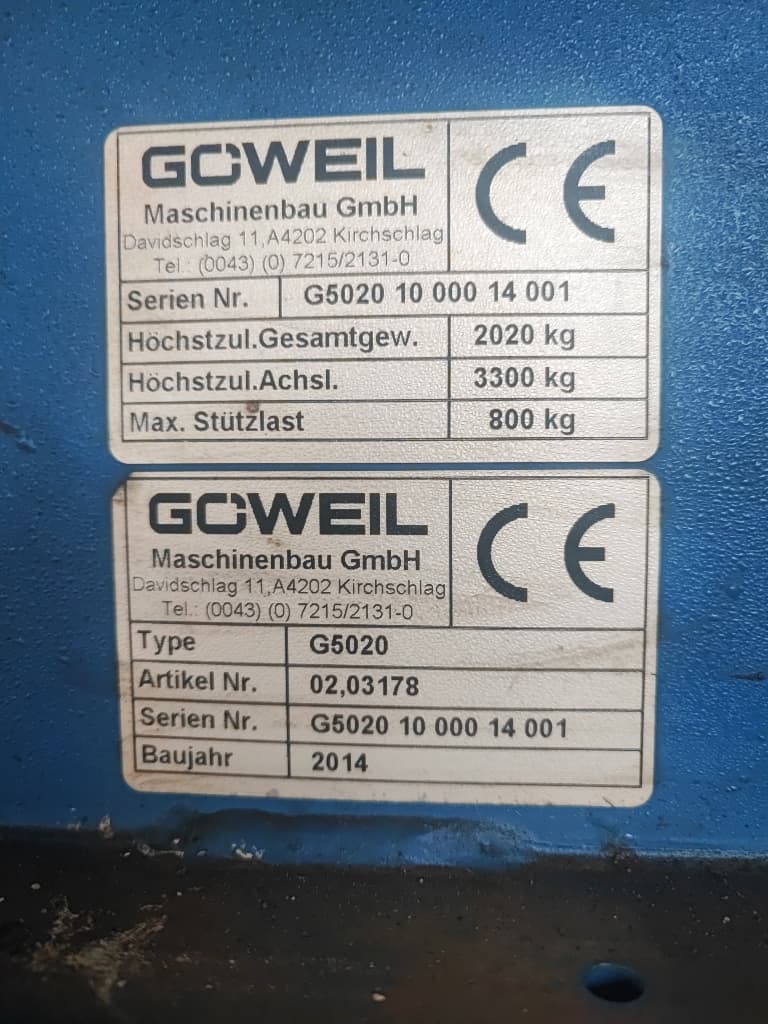 GÖWEIL
CE
Maschinenbau GmbH
Davidschlag 11,A4202 Kirchschlag
Tel.: (0043) (0) 7215/2131-0
Serien Nr. G5020 10 000 14 001
Höchstzul.Gesamtgew. 2020 kg
Höchstzul.Achsl. 3300 kg
Max. Stützlast 800 kg
GÖWEIL
CE
Maschinenbau GmbH
Davidschlag 11,A4202 Kirchschlag
Tel.: (0043) (0) 7215/2131-0
Type G5020
Artikel Nr. 02,03178
Serien Nr. G5020 10 000 14 001
Baujahr 2014